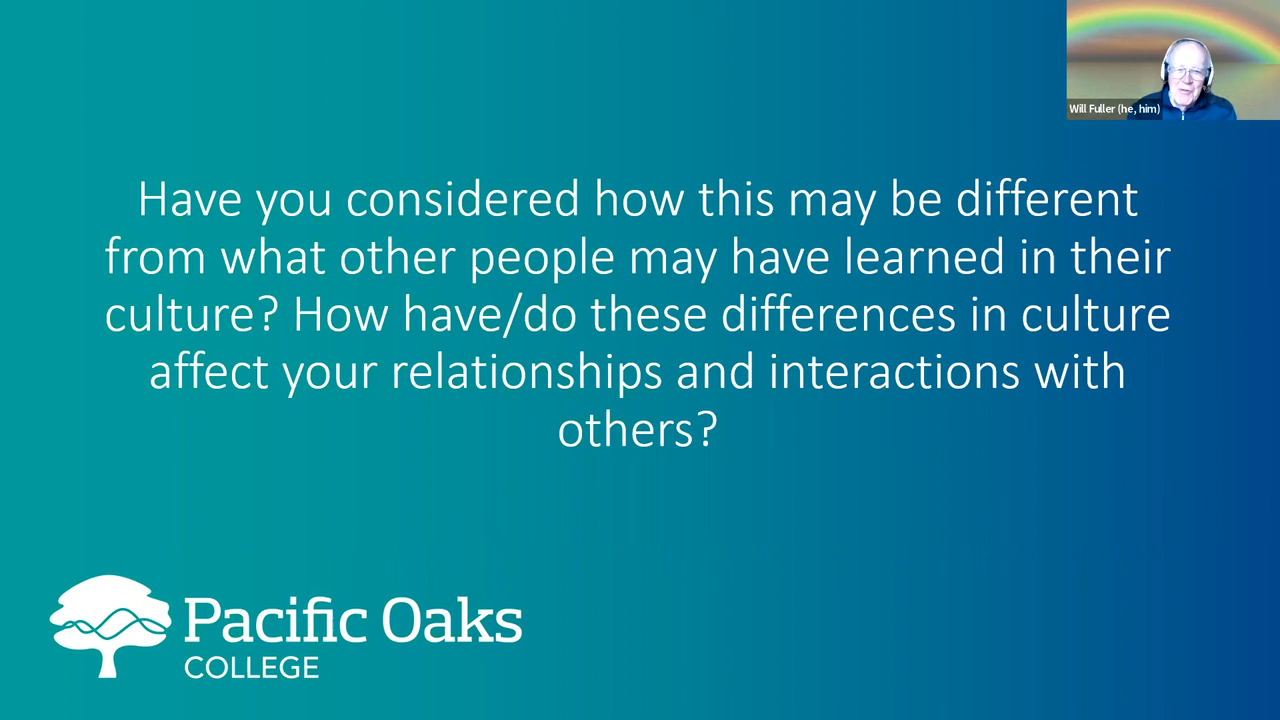 Will Fuller (he, him)
Have you considered how this may be different
from what other people may have learned in their
culture? How have/do these differences in culture
affect your relationships and interactions with
others?
Pacific Oaks
COLLEGE